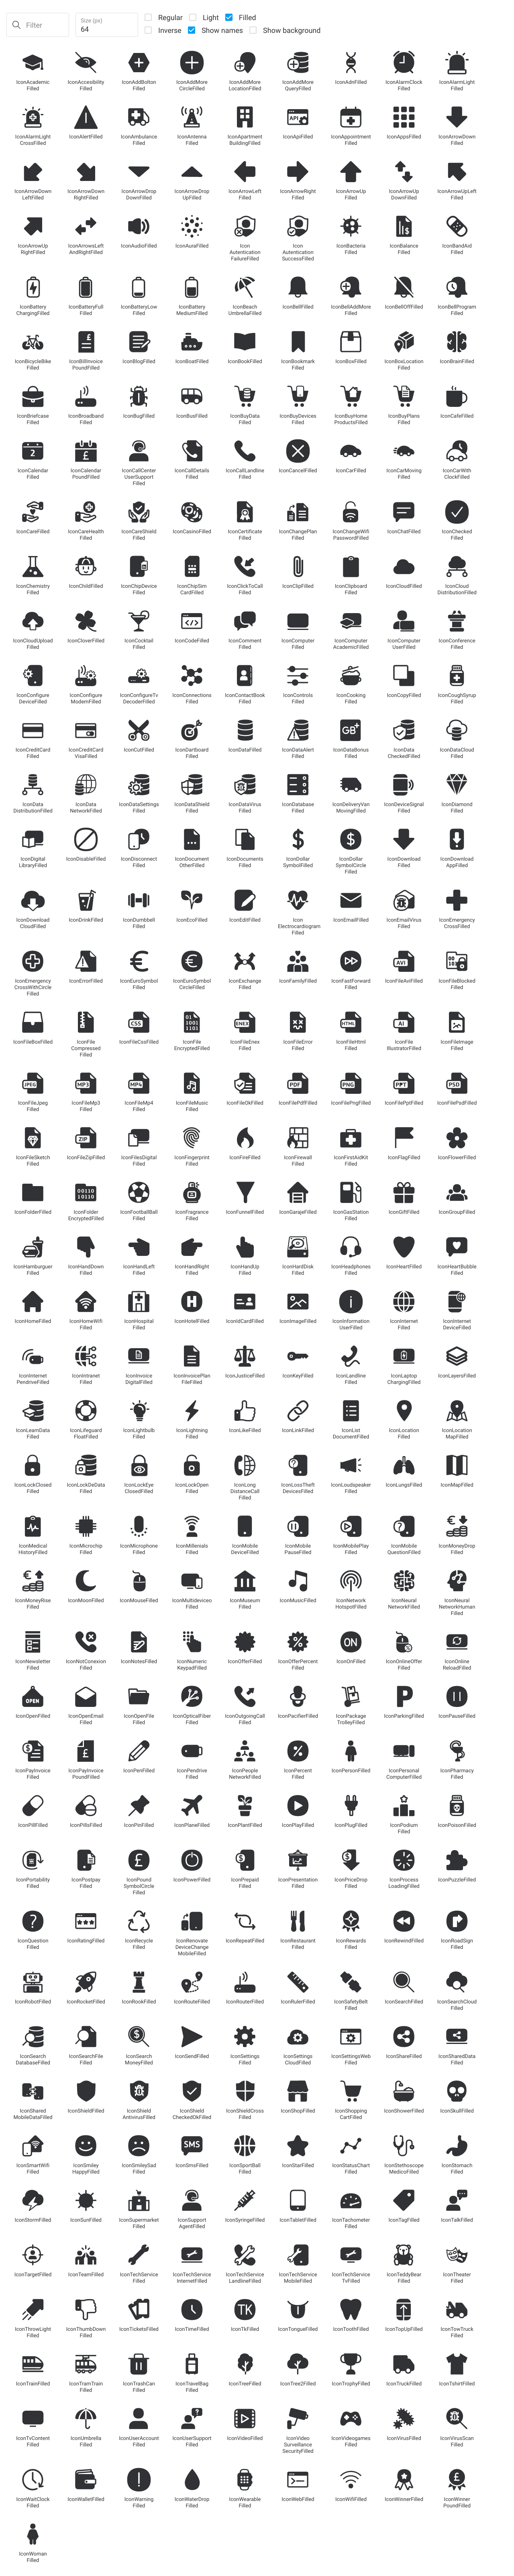 Filter
Size (px)
64
Regular Light Filled
Inverse Show names Show background
IconAcademic Filled IconAccessibility Filled IconAddBolton Filled IconAddMore CircleFilled IconAddMore LocationFilled IconAddMore QueryFilled IconAdnFilled IconAlarmClock Filled IconAlarmLight Filled
IconAlarmLight CrossFilled IconAlertFilled IconAmbulance Filled IconAntenna Filled IconApartment BuildingFilled IconApiFilled IconAppointment Filled IconAppsFilled IconArrowDown Filled
IconArrowDown LeftFilled IconArrowDown RightFilled IconArrowDrop DownFilled IconArrowDrop UpFilled IconArrowLeft Filled IconArrowRight Filled IconArrowUp Filled IconArrowUp DownFilled IconArrowUpLeft Filled
IconArrowUp RightFilled IconArrowsLeft AndRightFilled IconAudioFilled IconAuraFilled Icon Autentication FailureFilled Icon Autentication SuccessFilled IconBacteria Filled IconBalance Filled IconBandAid Filled
IconBattery ChargingFilled IconBatteryFull Filled IconBatteryLow Filled IconBattery MediumFilled IconBeach UmbrellaFilled IconBellFilled IconBellAddMore Filled IconBellOffFilled IconBellProgram Filled
IconBicycleBike Filled IconBillInvoice PoundFilled IconBlogFilled IconBoatFilled IconBookFilled IconBookmark Filled IconBoxFilled IconBoxLocation Filled IconBrainFilled
IconBriefcase Filled IconBroadband Filled IconBugFilled IconBusFilled IconBuyData Filled IconBuyDevices Filled IconBuyHome ProductsFilled IconBuyPlans Filled IconCafeFilled
IconCalendar Filled IconCalendar PoundFilled IconCallCenter UserSupport Filled IconCallDetails Filled IconCallLandline Filled IconCancelFilled IconCarFilled IconCarMoving Filled IconCarWith ClockFilled
IconCareFilled IconCareHealth Filled IconCareShield Filled IconCasinoFilled IconCertificate Filled IconChangePlan Filled IconChangeWifi PasswordFilled IconChatFilled IconChecked Filled
IconChemistry Filled IconChildFilled IconChipDevice Filled IconChipSim CardFilled IconClickToCall Filled IconClipFilled IconClipboard Filled IconCloudFilled IconCloud DistributionFilled
IconCloudUpload Filled IconCloverFilled IconCocktail Filled IconCodeFilled IconComment Filled IconComputer Filled IconComputer AcademicFilled IconComputer UserFilled IconConference Filled
IconConfigure DeviceFilled IconConfigure ModemFilled IconConfigureTv DecoderFilled IconConnections Filled IconContactBook Filled IconControls Filled IconCooking Filled IconCopyFilled IconCoughSyrup Filled
IconCreditCard Filled IconCreditCard VisaFilled IconCutFilled IconDartboard Filled IconDataFilled IconDataAlert Filled GB+ IconDataBonus Filled IconData CheckedFilled IconDataCloud Filled
IconData DistributionFilled IconData NetworkFilled IconDataSettings Filled IconDataShield Filled IconDataVirus Filled IconDatabase Filled IconDeliveryVan MovingFilled IconDeviceSignal Filled IconDiamond Filled
IconDigital LibraryFilled IconDisableFilled IconDisconnect Filled IconDocument OtherFilled IconDocuments Filled IconDollar SymbolFilled IconDollar SymbolCircle Filled IconDownload Filled IconDownload AppFilled
IconDownload CloudFilled IconDrinkFilled IconDumbbell Filled IconEcoFilled IconEditFilled Icon Electrocardiogram Filled IconEmailFilled IconEmailVirus Filled IconEmergency CrossFilled
IconEmergency CrossWithCircle Filled IconErrorFilled IconEuroSymbol Filled IconEuroSymbol CircleFilled IconExchange Filled IconFamilyFilled IconFastForward Filled AVI IconFileAviFilled IconFileBlocked Filled
IconFileBoxFilled IconFile Compressed Filled CSS IconFileCssFilled IconFile EncryptedFilled ENEX IconFileEnex Filled IconFileError Filled HTML IconFileHtml Filled AI IconFile IllustratorFilled IconFileImage Filled
JPEG IconFileJpeg Filled MP3 IconFileMp3 Filled MP4 IconFileMp4 Filled IconFileMusic Filled IconFileOkFilled PDF IconFilePdfFilled PNG IconFilePngFilled PPT IconFilePptFilled PSD IconFilePsdFilled
IconFileSketch Filled ZIP IconFileZipFilled IconFilesDigital Filled IconFingerprint Filled IconFireFilled IconFirewall Filled IconFirstAidKit Filled IconFlagFilled IconFlowerFilled
IconFolderFilled IconFolder EncryptedFilled IconFootballBall Filled IconFragrance Filled IconFunnelFilled IconGarajeFilled IconGasStation Filled IconGiftFilled IconGroupFilled
IconHamburguer Filled IconHandDown Filled IconHandLeft Filled IconHandRight Filled IconHandUp Filled IconHardDisk Filled IconHeadphones Filled IconHeartFilled IconHeartBubble Filled
IconHomeFilled IconHomeWifi Filled IconHospital Filled IconHotelFilled IconIdCardFilled IconImageFilled IconInformation UserFilled IconInternet Filled IconInternet DeviceFilled
IconInternet PendriveFilled IconIntranet Filled IconInvoice DigitalFilled IconInvoicePlan FileFilled IconJusticeFilled IconKeyFilled IconLandline Filled IconLaptop ChargingFilled IconLayersFilled
IconLearnData Filled IconLifeguard FloatFilled IconLightbulb Filled IconLightning Filled IconLikeFilled IconLinkFilled IconList DocumentFilled IconLocation Filled IconLocation MapFilled
IconLockClosed Filled IconLockDeData Filled IconLockEye ClosedFilled IconLockOpen Filled IconLong DistanceCall Filled IconLossTheft DevicesFilled IconLoudspeaker Filled IconLungsFilled IconMapFilled
IconMedical HistoryFilled IconMicrochip Filled IconMicrophone Filled IconMillenials Filled IconMobile DeviceFilled IconMobile PauseFilled IconMobilePlay Filled IconMobile QuestionFilled IconMoneyDrop Filled
IconMoneyRise Filled IconMoonFilled IconMouseFilled IconMultideviceo Filled IconMuseum Filled IconMusicFilled IconNetwork HotspotFilled IconNeural NetworkFilled IconNeural NetworkHuman Filled
IconNewsletter Filled IconNotConexion Filled IconNotesFilled IconNumeric KeypadFilled IconOfferFilled IconOfferPercent Filled ON IconOnFilled IconOnlineOffer Filled IconOnline ReloadFilled
OPEN IconOpenFilled IconOpenEmail Filled IconOpenFile Filled IconOpticalFiber Filled IconOutgoingCall Filled IconPacifierFilled IconPackage TrolleyFilled IconParkingFilled IconPauseFilled
IconPayInvoice Filled IconPayInvoice PoundFilled IconPenFilled IconPendrive Filled IconPeople NetworkFilled IconPercent Filled IconPersonFilled IconPersonal ComputerFilled IconPharmacy Filled
IconPillFilled IconPillsFilled IconPinFilled IconPlaneFilled IconPlantFilled IconPlayFilled IconPlugFilled IconPodium Filled IconPoisonFilled
IconPortability Filled IconPostpay Filled IconPound SymbolCircle Filled IconPowerFilled IconPrepaid Filled IconPresentation Filled IconPriceDrop Filled IconProcess LoadingFilled IconPuzzleFilled
IconQuestion Filled IconRatingFilled IconRecycle Filled IconRenovate DeviceChange MobileFilled IconRepeatFilled IconRestaurant Filled IconRewards Filled IconRewindFilled IconRoadSign Filled
IconRobotFilled IconRocketFilled IconRookFilled IconRouteFilled IconRouterFilled IconRulerFilled IconSafetyBelt Filled IconSearchFilled IconSearchCloud Filled
IconSearch DatabaseFilled IconSearchFile Filled IconSearch MoneyFilled IconSendFilled IconSettings Filled IconSettings CloudFilled IconSettingsWeb Filled IconShareFilled IconSharedData Filled
IconShared MobileDataFilled IconShieldFilled IconShield AntivirusFilled IconShield CheckedOkFilled IconShieldCross Filled IconShopFilled IconShopping CartFilled IconShowerFilled IconSkullFilled
IconSmartWifi Filled IconSmiley HappyFilled IconSmileySad Filled SMS IconSmsFilled IconSportBall Filled IconStarFilled IconStatusChart Filled IconStethoscope MedicoFilled IconStomach Filled
IconStormFilled IconSunFilled IconSupermarket Filled IconSupport AgentFilled IconSyringeFilled IconTabletFilled IconTachometer Filled IconTagFilled IconTalkFilled
IconTargetFilled IconTeamFilled IconTechService Filled IconTechService InternetFilled IconTechService LandlineFilled IconTechService MobileFilled IconTechService TvFilled IconTeddyBear Filled IconTheater Filled
IconThrowLight Filled IconThumbDown Filled IconTicketsFilled IconTimeFilled TK IconTkFilled IconTongueFilled IconToothFilled IconTopUpFilled IconTowTruck Filled
IconTrainFilled IconTramTrain Filled IconTrashCan Filled IconTravelBag Filled IconTreeFilled IconTree2Filled IconTrophyFilled IconTruckFilled IconTshirtFilled
IconTvContent Filled IconUmbrella Filled IconUserAccount Filled IconUserSupport Filled IconVideoFilled IconVideo Surveillance SecurityFilled IconVideogames Filled IconVirusFilled IconVirusScan Filled
IconWaitClock Filled IconWalletFilled IconWarning Filled IconWaterDrop Filled IconWearable Filled IconWebFilled IconWifiFilled IconWinnerFilled IconWinner PoundFilled
IconWoman Filled